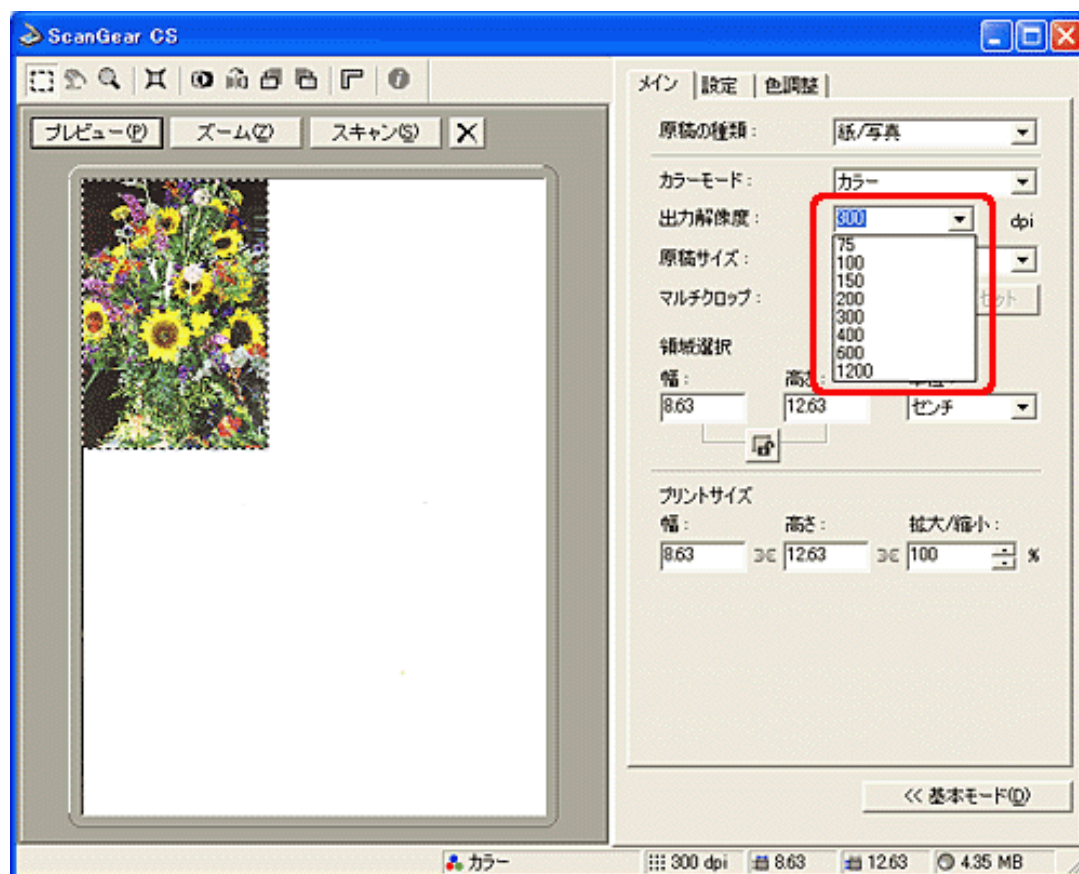 ScanGear CS
メイン 設定 色調整
プレビュー(P) ズーム(Z) スキャン(S)
原稿の種類： 紙/写真
カラーモード： カラー
出力解像度： 300 dpi
75
100
150
200
300
400
600
1200
原稿サイズ：
マルチクロップ： セット
領域選択
幅： 高さ：
8.63 12.63 センチ
プリントサイズ
幅： 高さ： 拡大/縮小：
8.63 12.63 100 %
<< 基本モード(D)
カラー 300 dpi 8.63 12.63 4.35 MB